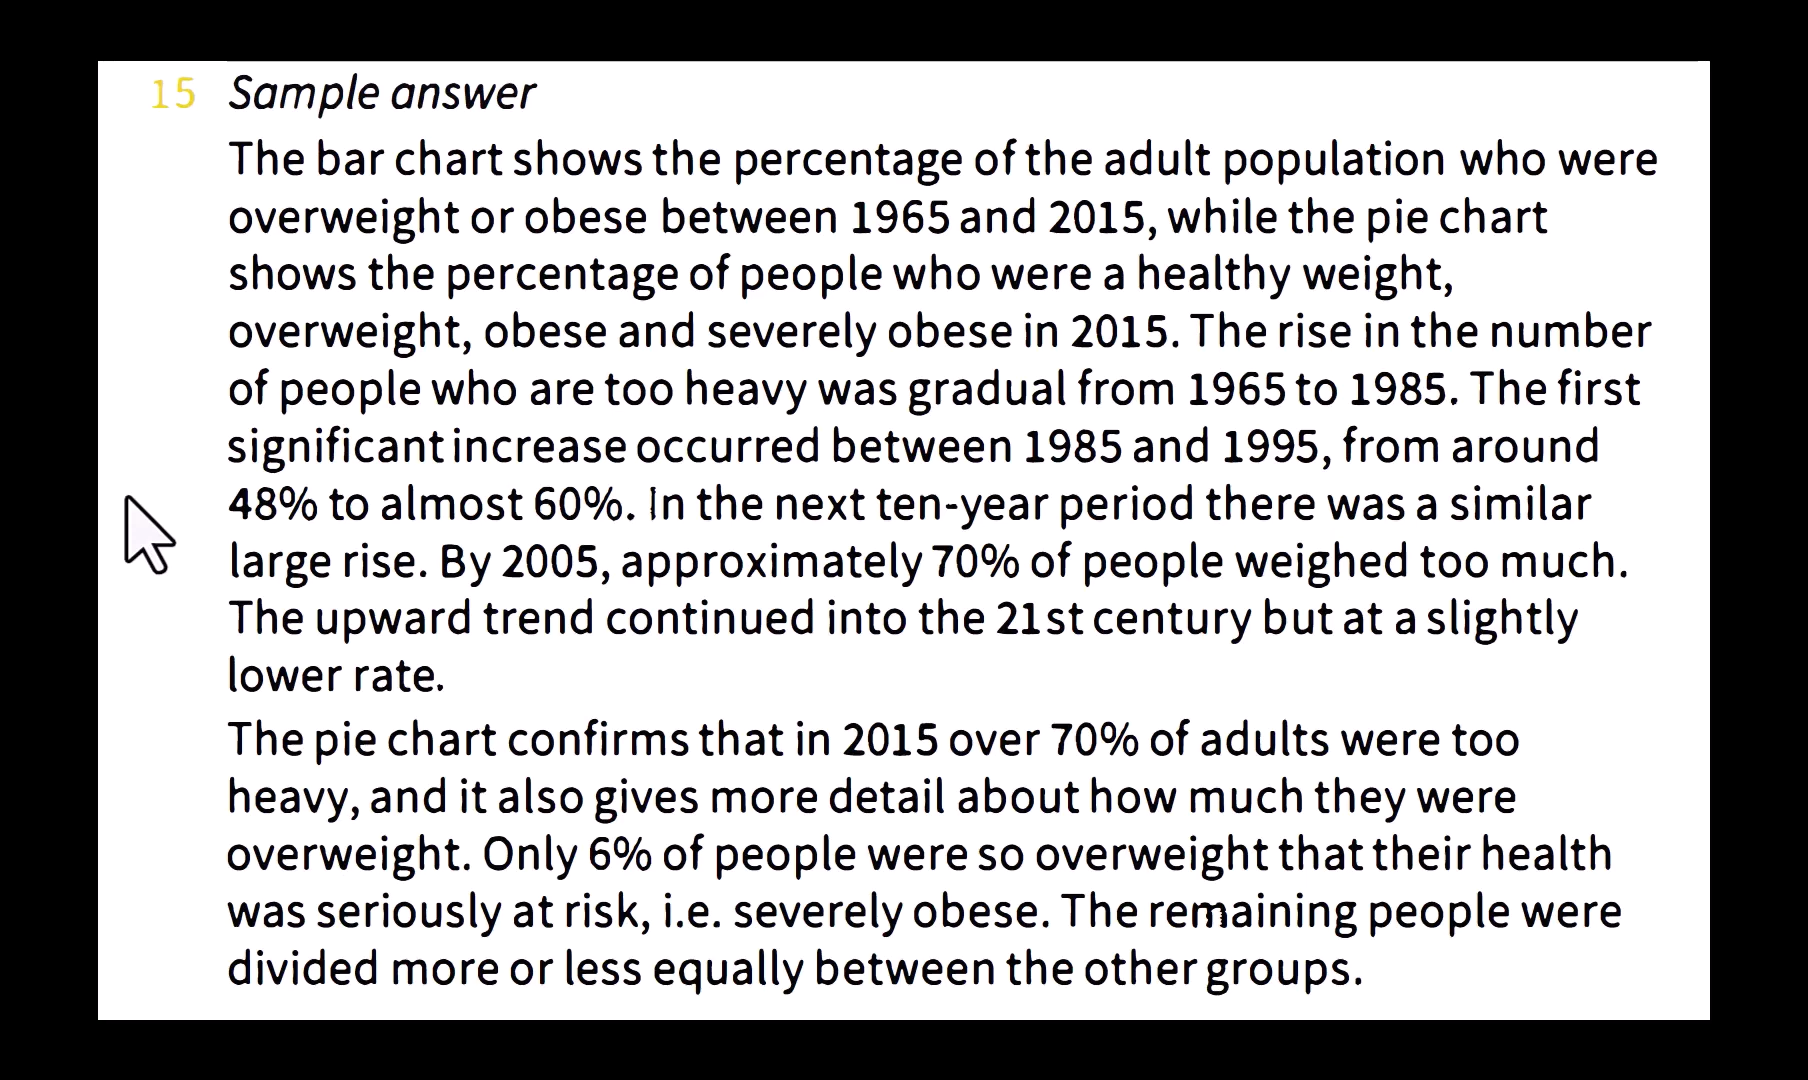 15 Sample answer
The bar chart shows the percentage of the adult population who were
overweight or obese between 1965 and 2015, while the pie chart
shows the percentage of people who were a healthy weight,
overweight, obese and severely obese in 2015. The rise in the number
of people who are too heavy was gradual from 1965 to 1985. The first
significant increase occurred between 1985 and 1995, from around
48% to almost 60%. In the next ten-year period there was a similar
large rise. By 2005, approximately 70% of people weighed too much.
The upward trend continued into the 21st century but at a slightly
lower rate.
The pie chart confirms that in 2015 over 70% of adults were too
heavy, and it also gives more detail about how much they were
overweight. Only 6% of people were so overweight that their health
was seriously at risk, i.e. severely obese. The remaining people were
divided more or less equally between the other groups.